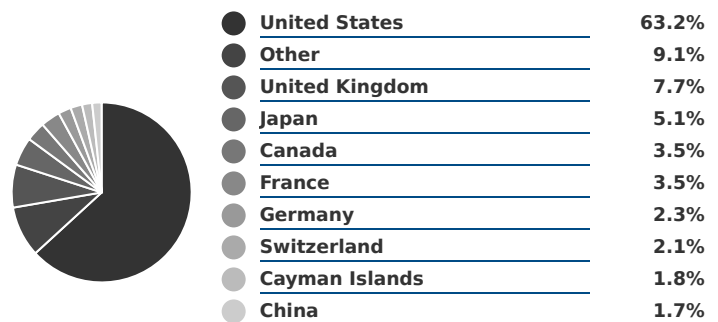 United States 63.2%
Other 9.1%
United Kingdom 7.7%
Japan 5.1%
Canada 3.5%
France 3.5%
Germany 2.3%
Switzerland 2.1%
Cayman Islands 1.8%
China 1.7%